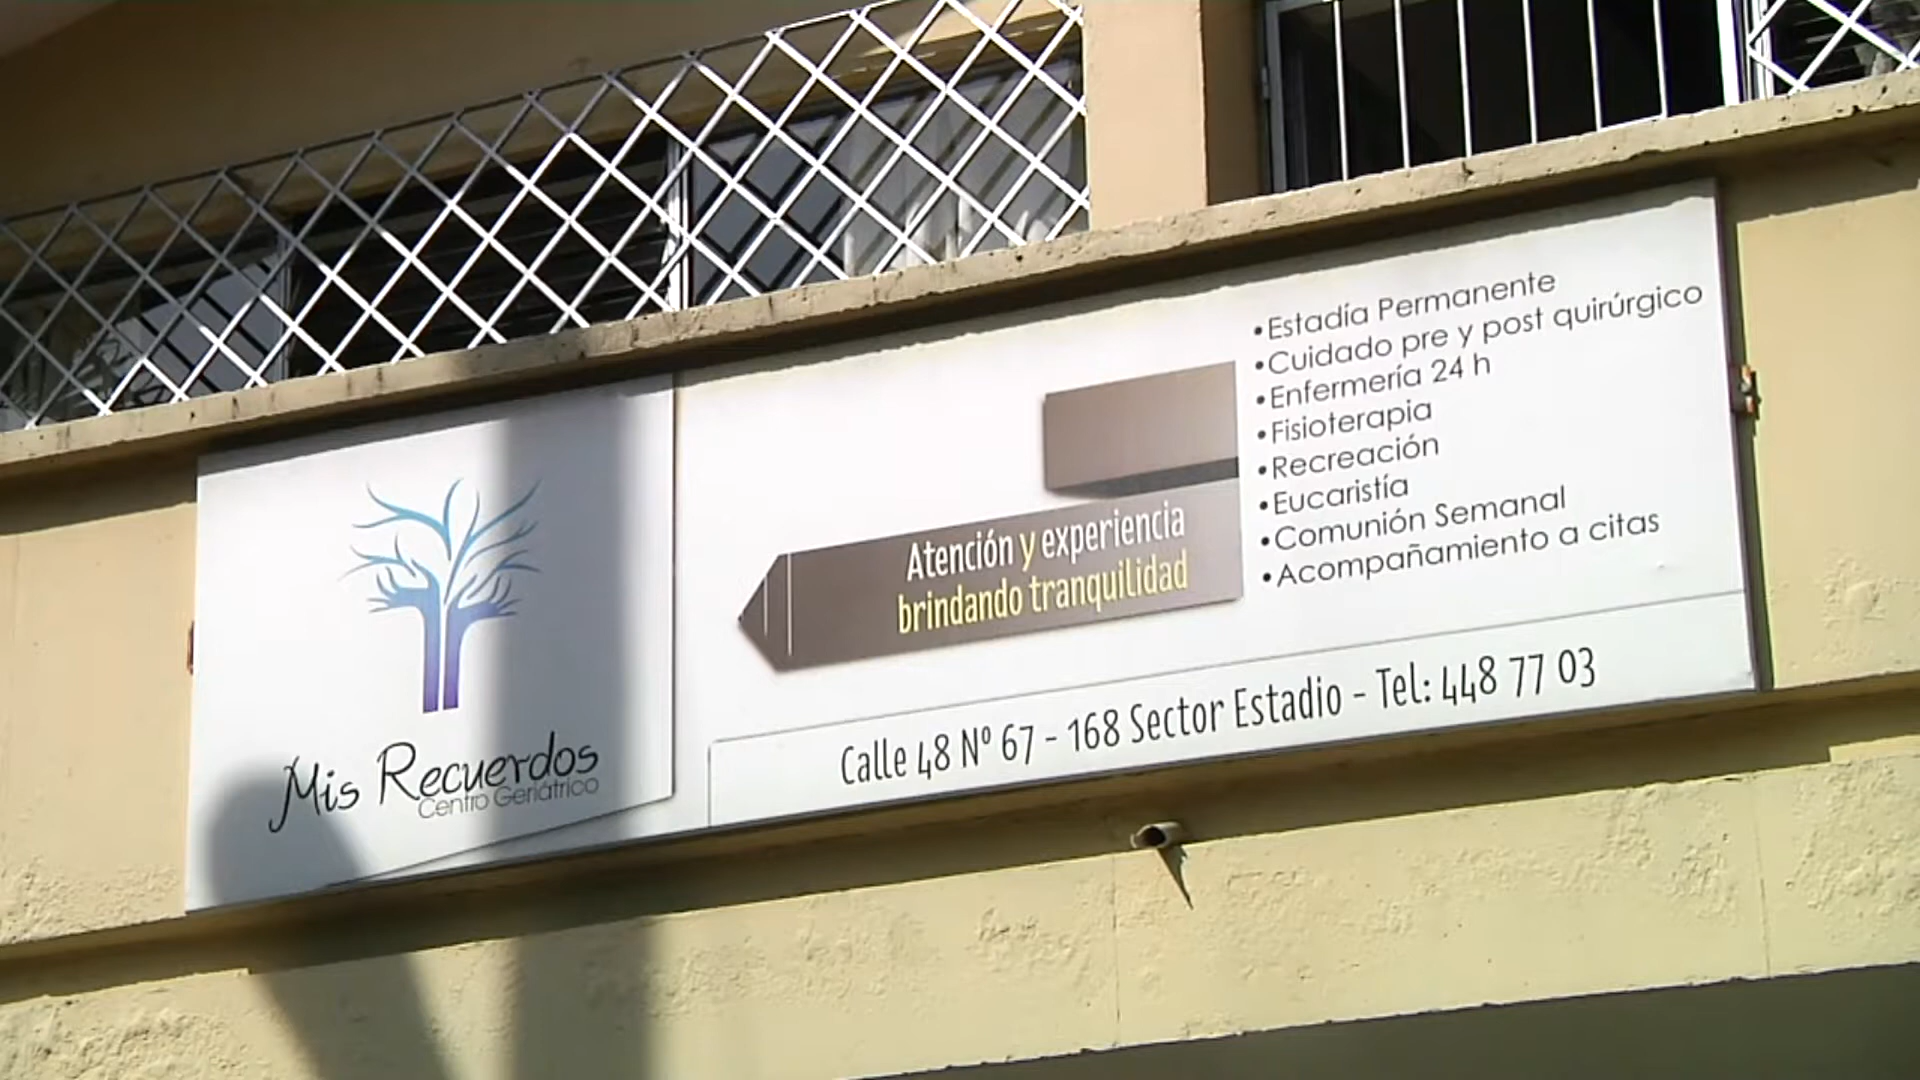 Mis Recuerdos
Centro Geriátrico
Atención y experiencia
brindando tranquilidad
•Estadía Permanente
•Cuidado pre y post quirúrgico
•Enfermería 24 h
•Fisioterapia
•Recreación
•Eucaristía
•Comunión Semanal
•Acompañamiento a citas
Calle 48 Nº 67 - 168 Sector Estadio - Tel: 448 77 03